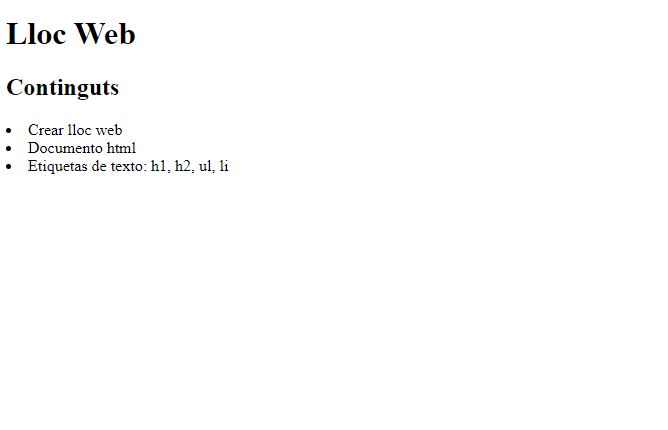 Lloc Web
Continguts
• Crear lloc web
• Documento html
• Etiquetas de texto: h1, h2, ul, li